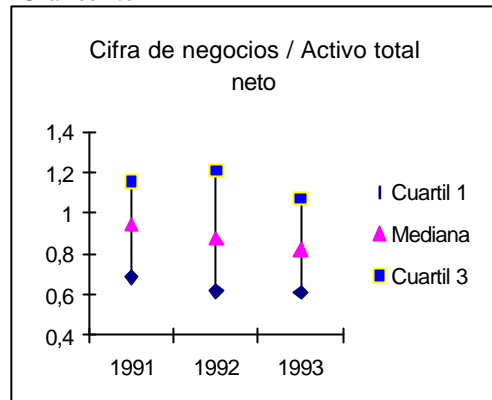 Cifra de negocios / Activo total
neto
1,4
1,2
1
0,8
0,6
0,4
1991
1992
1993
Cuartil 1
Mediana
Cuartil 3